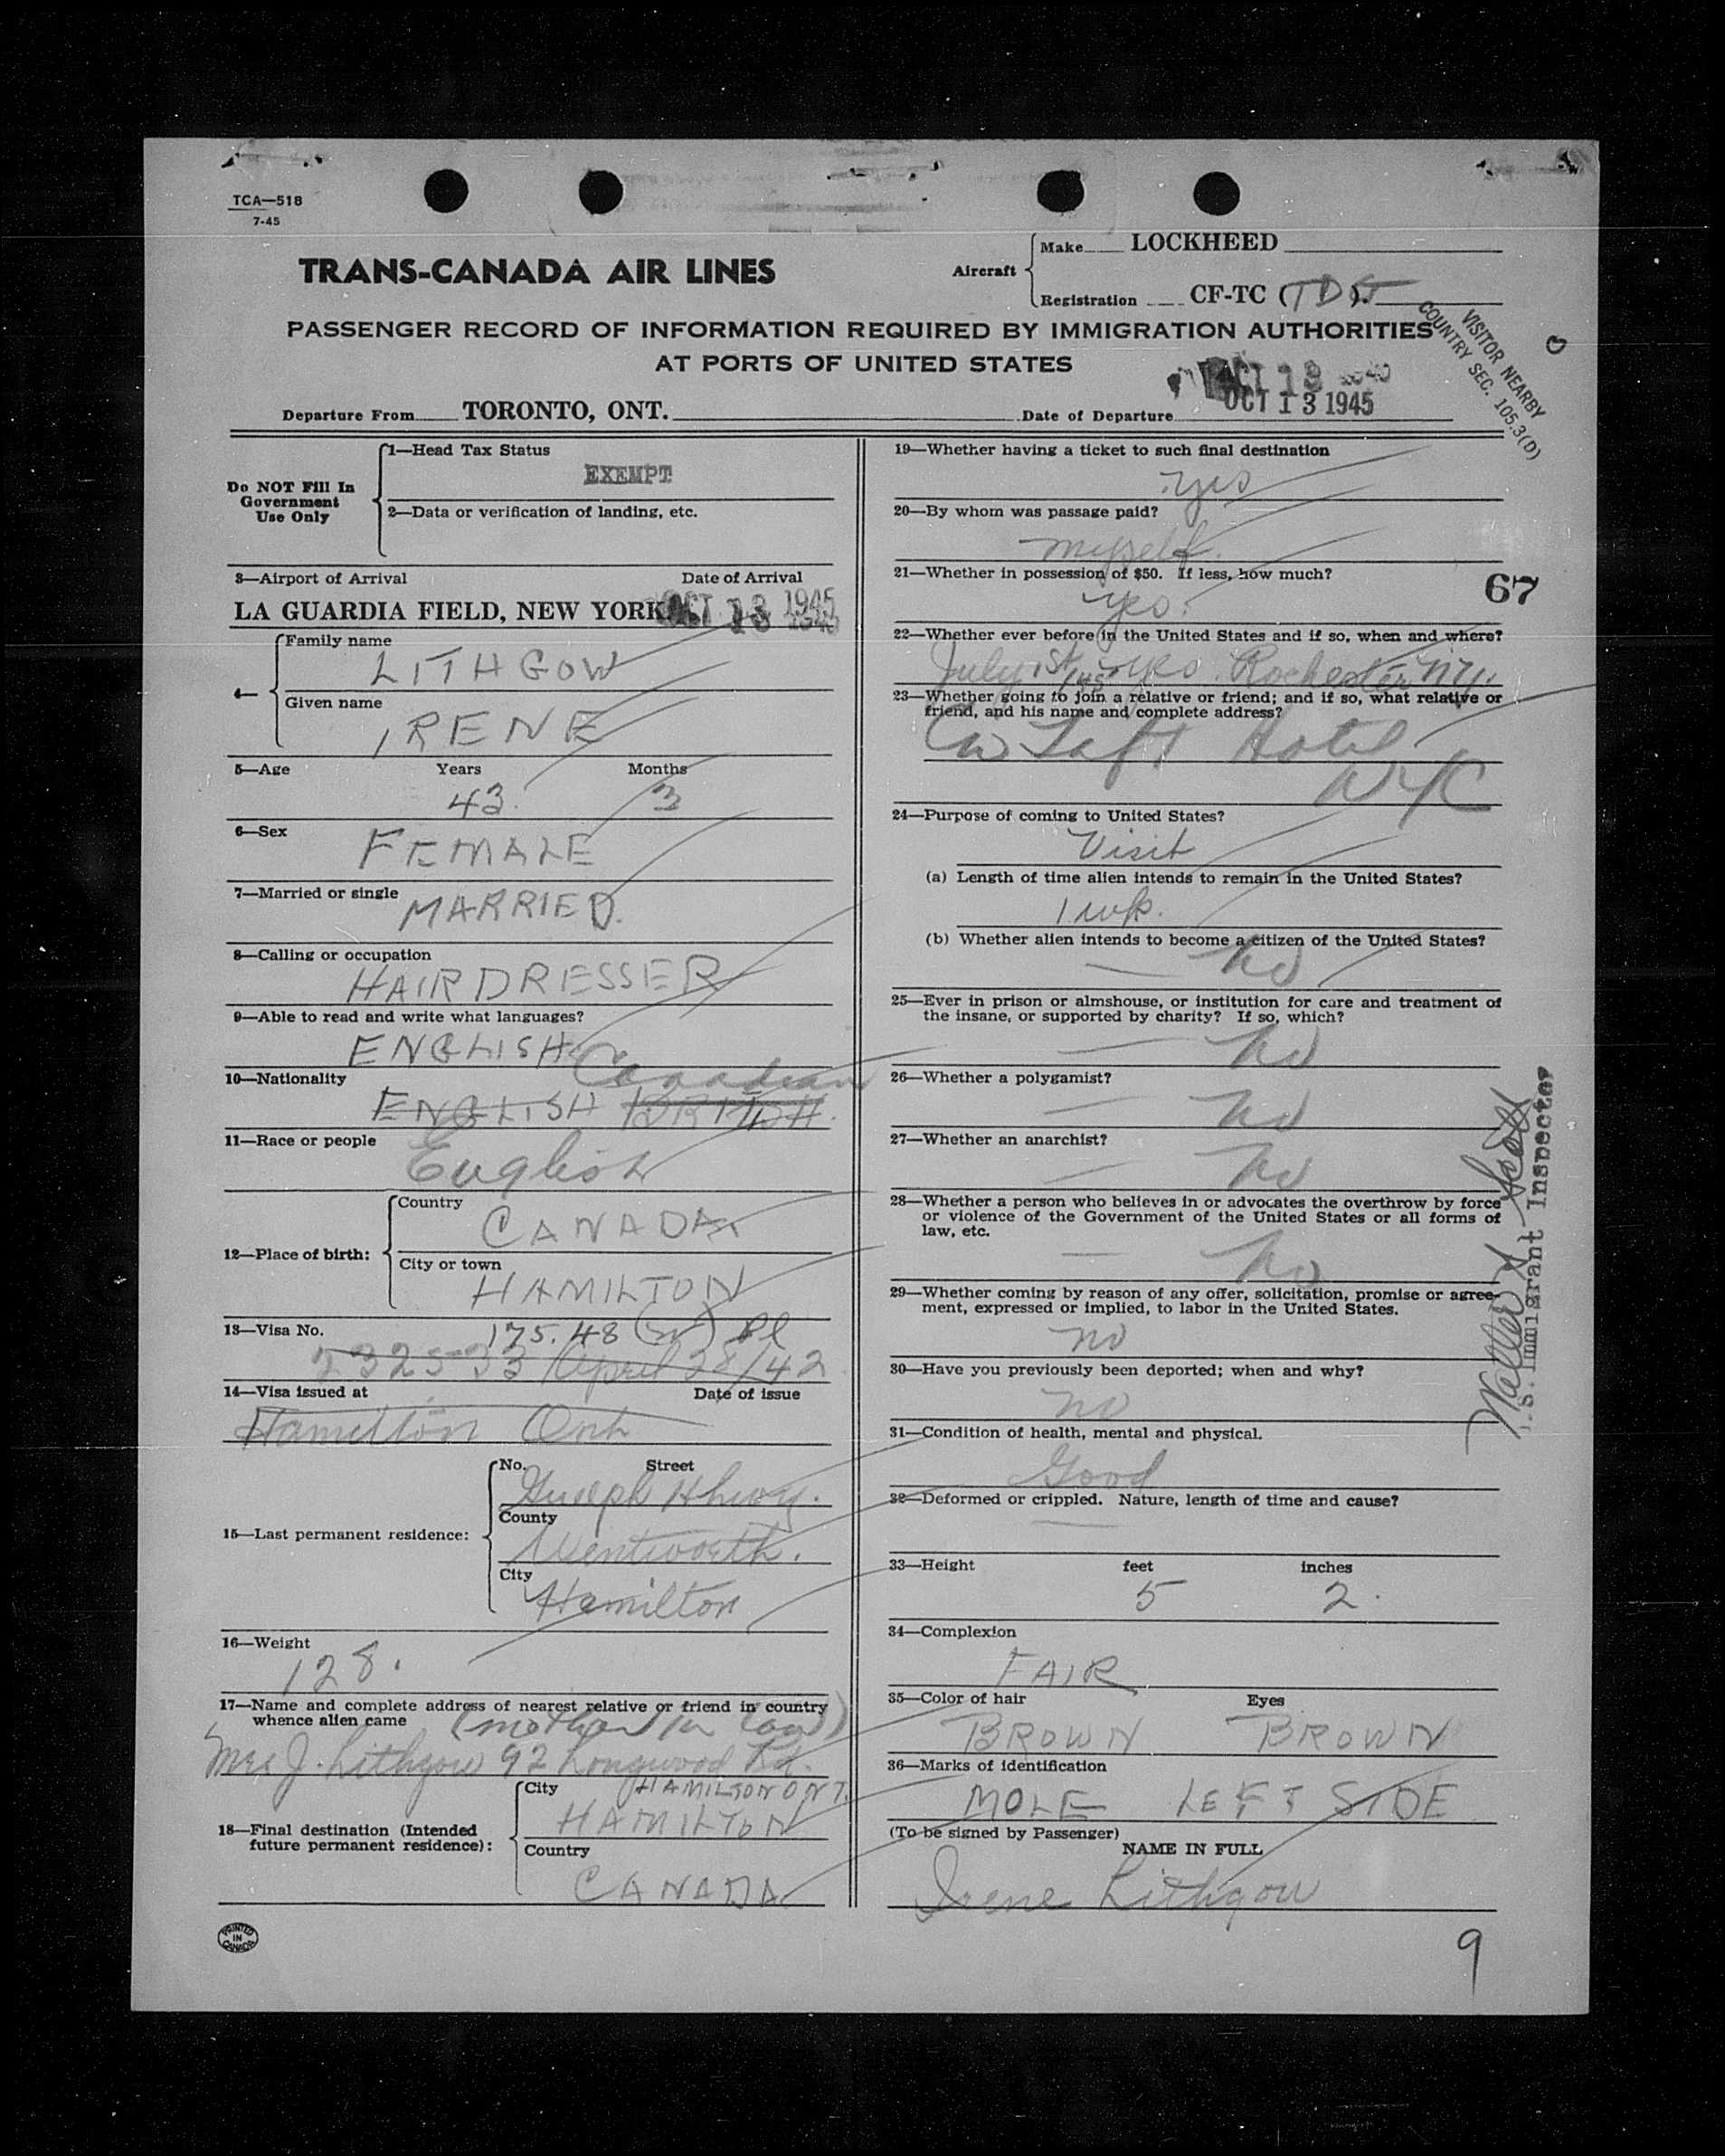 TCA—518
7-45
TRANS-CANADA AIR LINES
Aircraft
Make LOCKHEED
Registration CF-TC (TDJ).
PASSENGER RECORD OF INFORMATION REQUIRED BY IMMIGRATION AUTHORITIES
AT PORTS OF UNITED STATES
VISITOR NEARBY
COUNTRY SEC. 105.3(D)
Departure From TORONTO, ONT. Date of Departure OCT 13 1945
Do NOT Fill In
Government
Use Only
1—Head Tax Status
EXEMPT
2—Data or verification of landing, etc.
3—Airport of Arrival Date of Arrival
LA GUARDIA FIELD, NEW YORK OCT 13 1945
4—
Family name
LITHGOW
Given name
IRENE
5—Age Years Months
43 3
6—Sex
FEMALE
7—Married or single
MARRIED.
8—Calling or occupation
HAIRDRESSER
9—Able to read and write what languages?
ENGLISH
10—Nationality Canadian
ENGLISH BRITISH.
11—Race or people
English
12—Place of birth:
Country
CANADA
City or town
HAMILTON
13—Visa No. 175.48
232533 April 28/42
14—Visa issued at Date of issue
Hamilton Ont
15—Last permanent residence:
No. Street
Guelph Hhwy.
County
Wentworth.
City
Hamilton
16—Weight
128.
17—Name and complete address of nearest relative or friend in country
whence alien came (mother in law)
Mrs J. Lithgow 92 Longwood Rd.
HAMILTON ONT.
18—Final destination (Intended
future permanent residence):
City
HAMILTON
Country
CANADA
PRINTED
IN
CANADA
19—Whether having a ticket to such final destination
yes
20—By whom was passage paid?
myself.
21—Whether in possession of $50. If less, how much?
yes.
67
22—Whether ever before in the United States and if so, when and where?
July 1st/45 yes. Rochester N.Y.
23—Whether going to join a relative or friend; and if so, what relative or
friend, and his name and complete address?
Taft Hotel
NYC
24—Purpose of coming to United States?
Visit
(a) Length of time alien intends to remain in the United States?
1 wk.
(b) Whether alien intends to become a citizen of the United States?
— No
25—Ever in prison or almshouse, or institution for care and treatment of
the insane, or supported by charity? If so, which?
— No
26—Whether a polygamist?
— No
27—Whether an anarchist?
— No
28—Whether a person who believes in or advocates the overthrow by force
or violence of the Government of the United States or all forms of
law, etc.
— No
29—Whether coming by reason of any offer, solicitation, promise or agree-
ment, expressed or implied, to labor in the United States.
no
30—Have you previously been deported; when and why?
no
31—Condition of health, mental and physical.
Good
32—Deformed or crippled. Nature, length of time and cause?
—
33—Height feet inches
5 2.
34—Complexion
FAIR
35—Color of hair Eyes
BROWN BROWN
36—Marks of identification
MOLE LEFT SIDE
(To be signed by Passenger)
NAME IN FULL
Irene Lithgow
Walter
.S. Immigrant Inspector
9